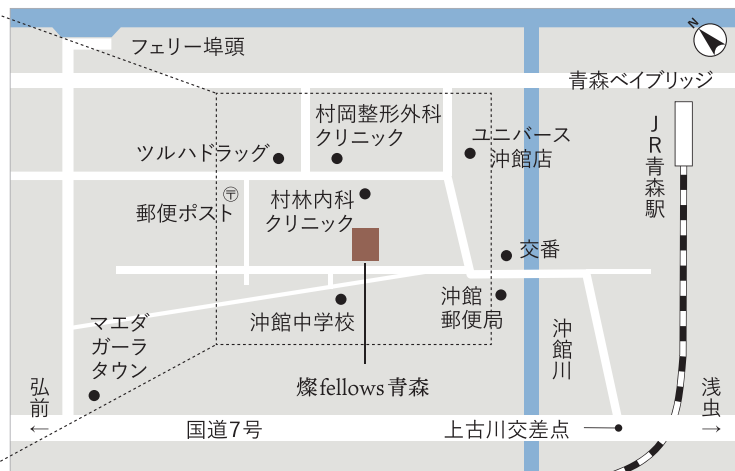 N
フェリー埠頭
青森ベイブリッジ
村岡整形外科
クリニック
ユニバース
沖館店
JR青森駅
ツルハドラッグ
〒
郵便ポスト
村林内科
クリニック
交番
沖館
郵便局
沖館中学校
マエダ
ガーラ
タウン
沖館川
燦fellows青森
弘前
←
国道7号
上古川交差点
浅虫
→